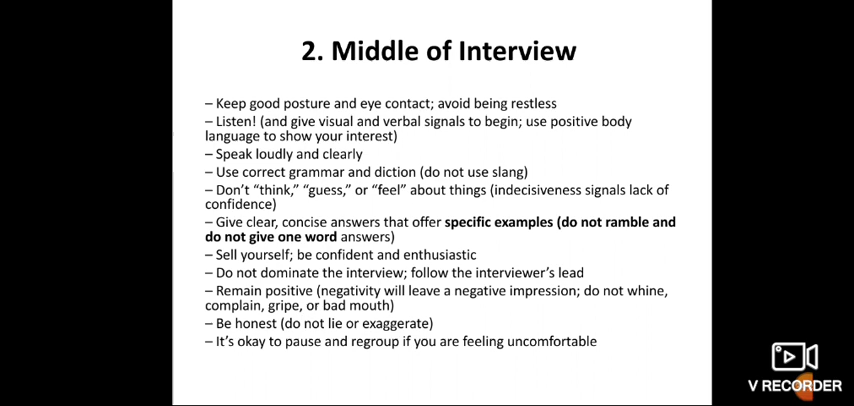 2. Middle of Interview
– Keep good posture and eye contact; avoid being restless
– Listen! (and give visual and verbal signals to begin; use positive body
language to show your interest)
– Speak loudly and clearly
– Use correct grammar and diction (do not use slang)
– Don’t “think,” “guess,” or “feel” about things (indecisiveness signals lack of
confidence)
– Give clear, concise answers that offer specific examples (do not ramble and
do not give one word answers)
– Sell yourself; be confident and enthusiastic
– Do not dominate the interview; follow the interviewer’s lead
– Remain positive (negativity will leave a negative impression; do not whine,
complain, gripe, or bad mouth)
– Be honest (do not lie or exaggerate)
– It’s okay to pause and regroup if you are feeling uncomfortable
V RECORDER